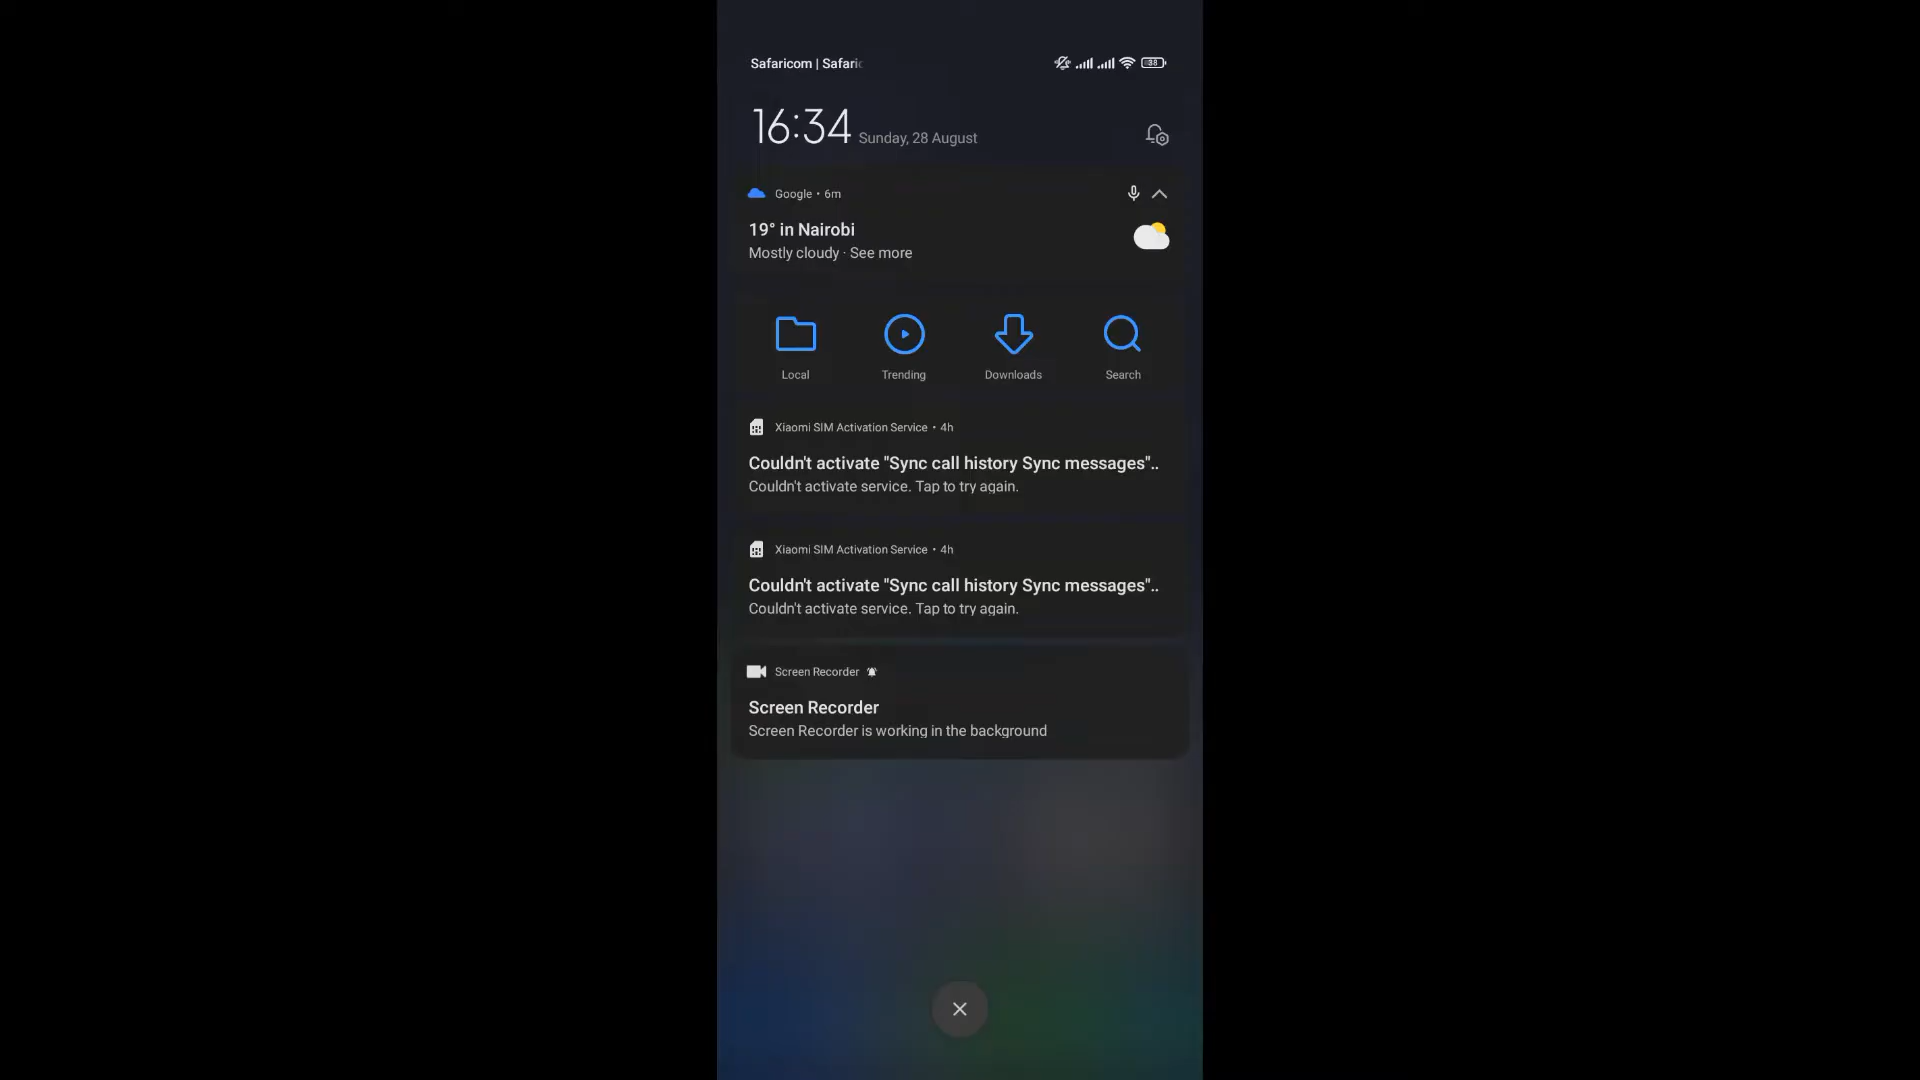 Safaricom | Safaric
38
16:34 Sunday, 28 August
Google • 6m
19° in Nairobi
Mostly cloudy · See more
Local Trending Downloads Search
Xiaomi SIM Activation Service • 4h
Couldn't activate "Sync call history Sync messages"..
Couldn't activate service. Tap to try again.
Xiaomi SIM Activation Service • 4h
Couldn't activate "Sync call history Sync messages"..
Couldn't activate service. Tap to try again.
Screen Recorder
Screen Recorder
Screen Recorder is working in the background